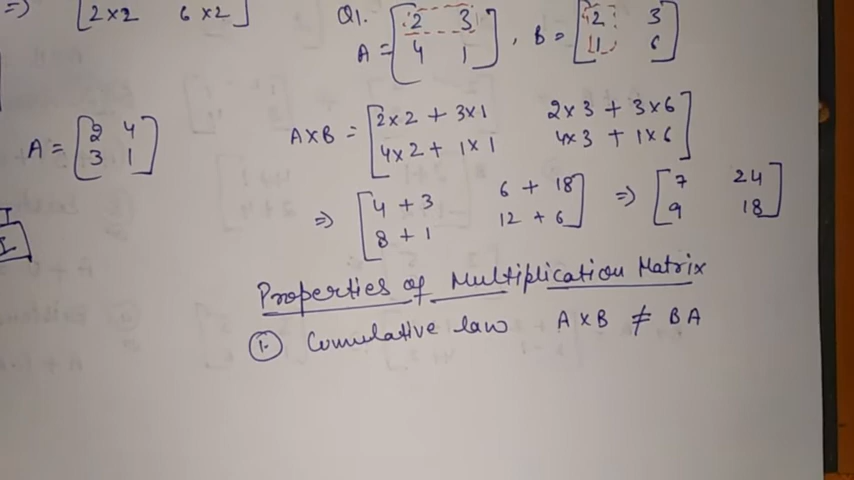 => [2×2 6×2]
Q1. A = [2 3
4 1] , B = [2 3
1 6]
A = [2 4
3 1]
A×B = [2×2 + 3×1 2×3 + 3×6
4×2 + 1×1 4×3 + 1×6]
=> [4 + 3 6 + 18
8 + 1 12 + 6] => [7 24
9 18]
Properties of Multiplication Matrix
1. Cumulative law A×B ≠ BA